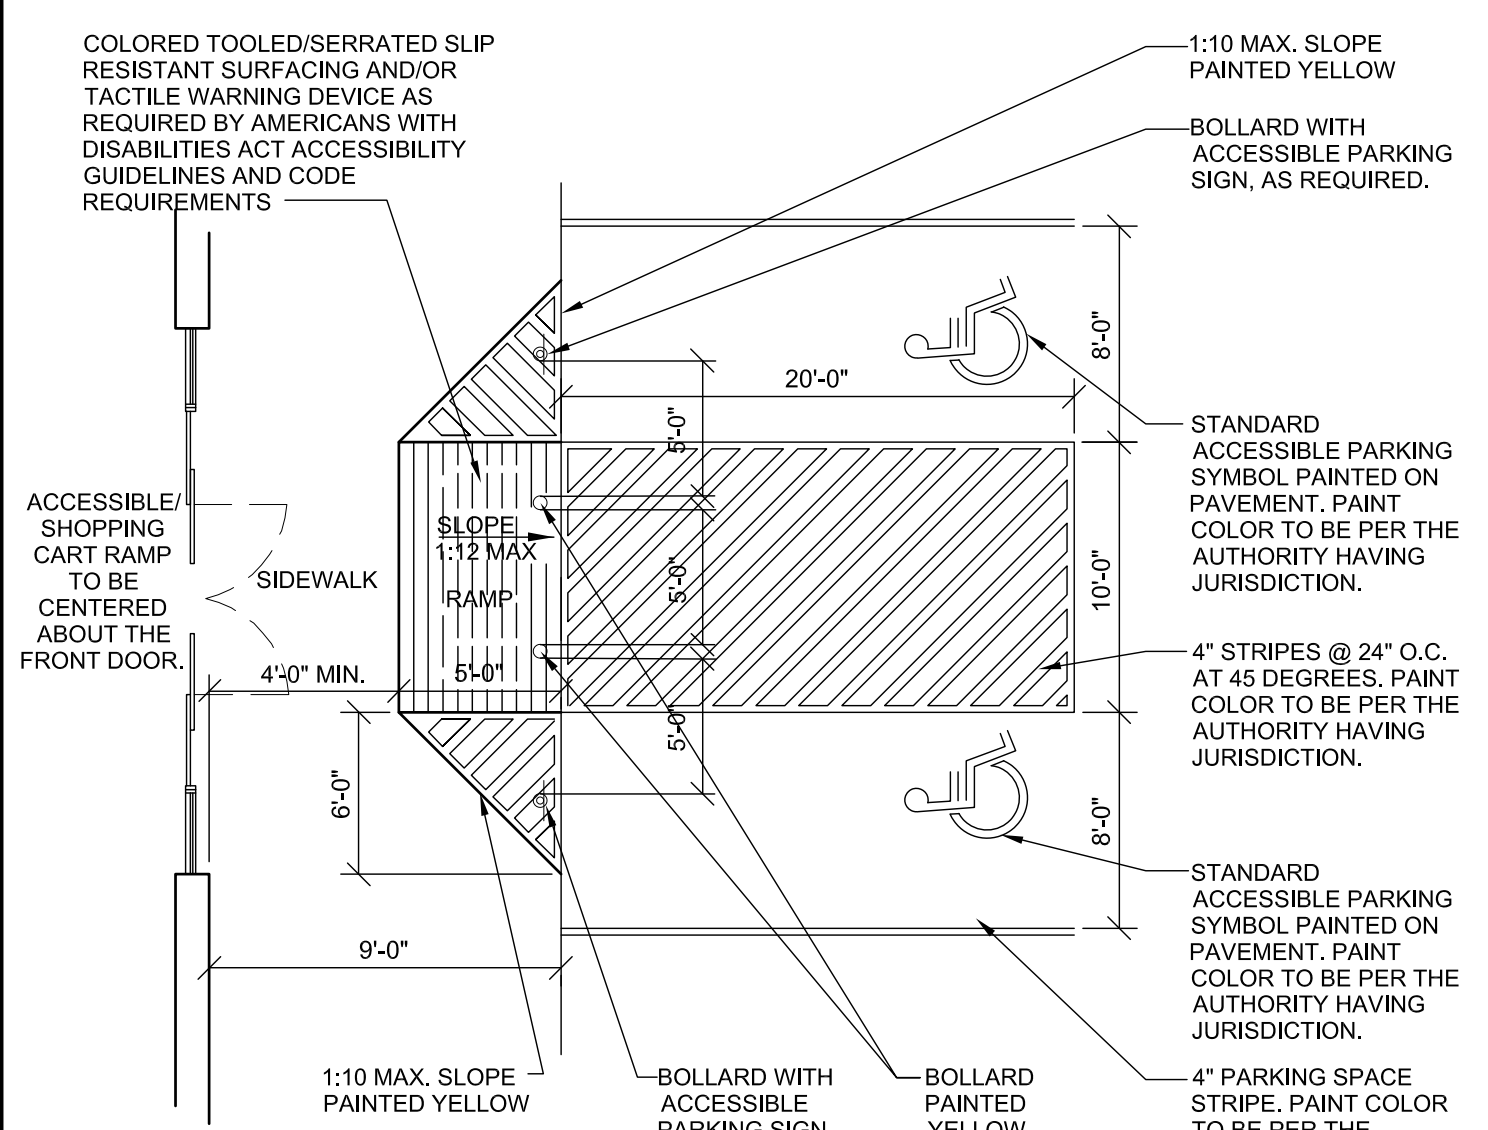 COLORED TOOLED/SERRATED SLIP
RESISTANT SURFACING AND/OR
TACTILE WARNING DEVICE AS
REQUIRED BY AMERICANS WITH
DISABILITIES ACT ACCESSIBILITY
GUIDELINES AND CODE
REQUIREMENTS
1:10 MAX. SLOPE
PAINTED YELLOW
BOLLARD WITH
ACCESSIBLE PARKING
SIGN, AS REQUIRED.
8'-0"
20'-0"
5'-0"
STANDARD
ACCESSIBLE PARKING
SYMBOL PAINTED ON
PAVEMENT. PAINT
COLOR TO BE PER THE
AUTHORITY HAVING
JURISDICTION.
ACCESSIBLE/
SHOPPING
CART RAMP
TO BE
CENTERED
ABOUT THE
FRONT DOOR.
SIDEWALK
SLOPE
1:12 MAX
RAMP
5'-0"
10'-0"
4'-0" MIN.
5'-0"
5'-0"
4" STRIPES @ 24" O.C.
AT 45 DEGREES. PAINT
COLOR TO BE PER THE
AUTHORITY HAVING
JURISDICTION.
6'-0"
8'-0"
STANDARD
ACCESSIBLE PARKING
SYMBOL PAINTED ON
PAVEMENT. PAINT
COLOR TO BE PER THE
AUTHORITY HAVING
JURISDICTION.
9'-0"
1:10 MAX. SLOPE
PAINTED YELLOW
BOLLARD WITH
ACCESSIBLE
PARKING SIGN
BOLLARD
PAINTED
YELLOW
4" PARKING SPACE
STRIPE. PAINT COLOR
TO BE PER THE